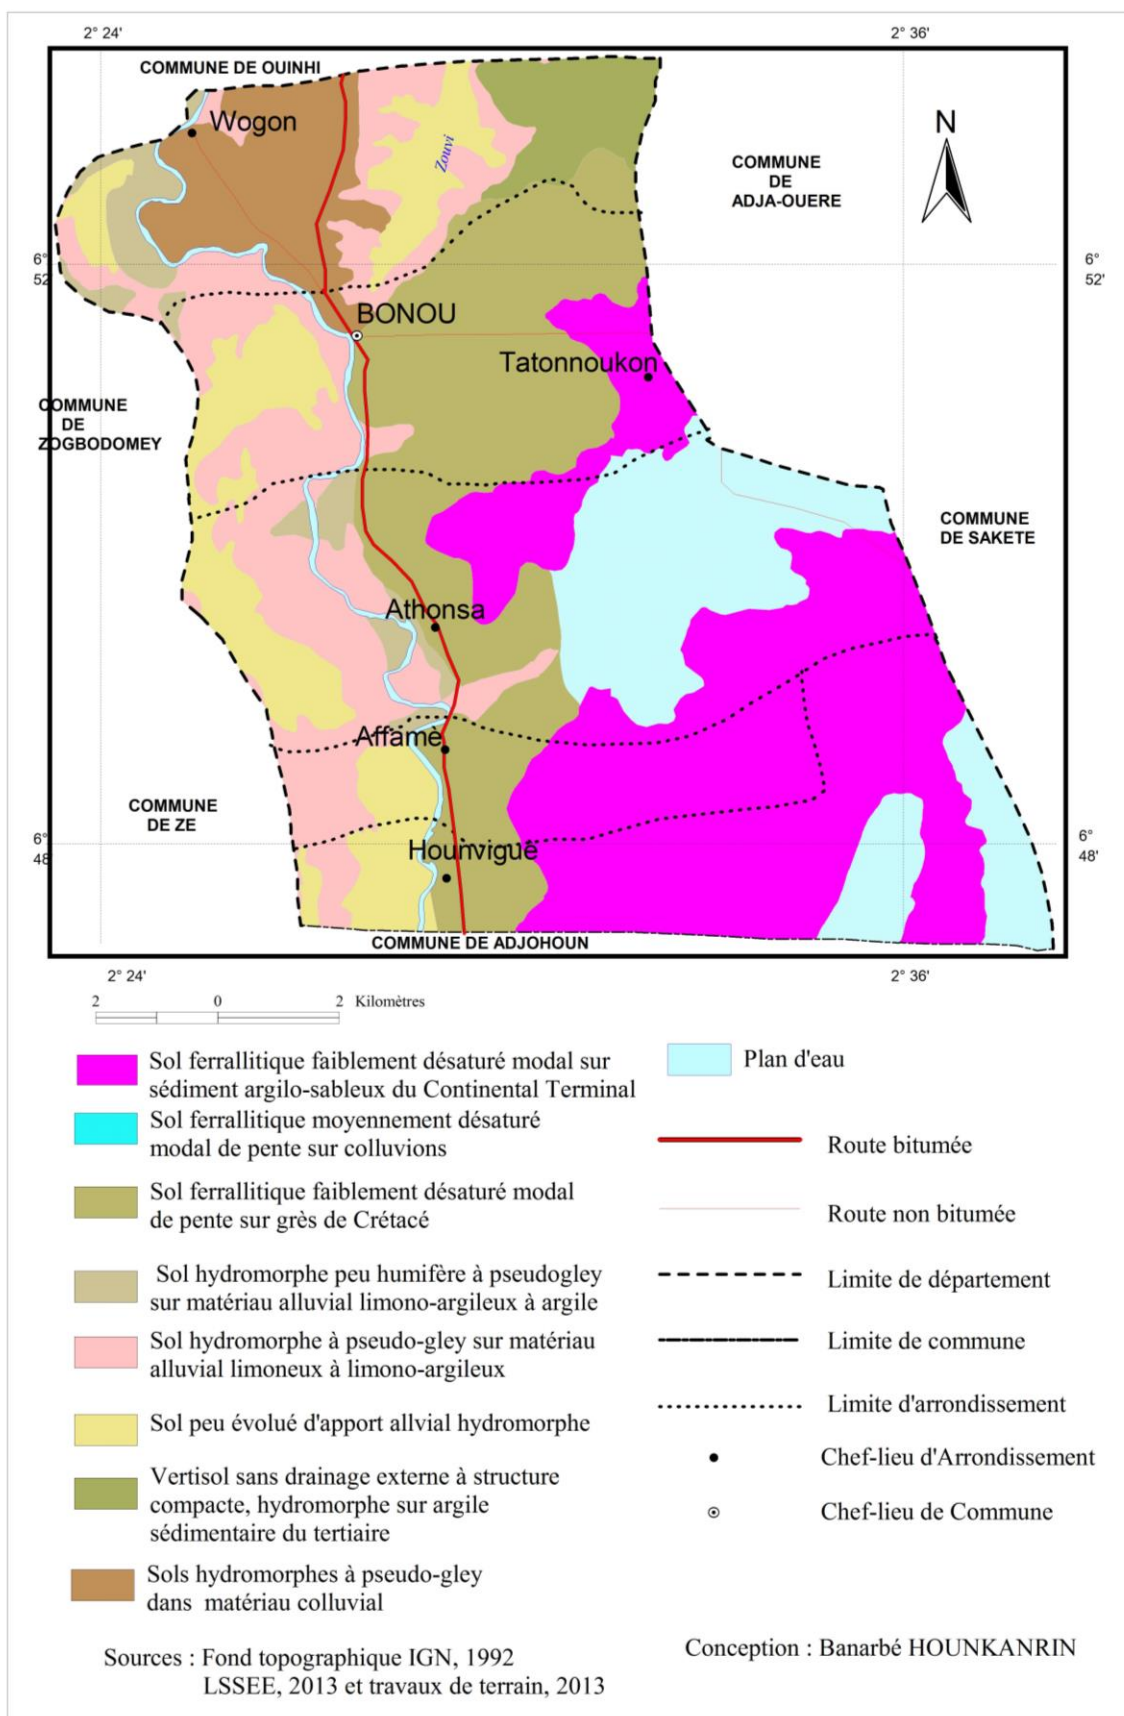 2° 24'
2° 36'
COMMUNE DE OUINHI
Wogon
N
Zouvi
COMMUNE
DE
ADJA-OUERE
6°
52'
6°
52'
BONOU
Tatonnoukon
COMMUNE
DE
ZOGBODOMEY
COMMUNE
DE SAKETE
Athonsa
Affamè
COMMUNE
DE ZE
6°
48'
6°
48'
Hounviguè
COMMUNE DE ADJOHOUN
2° 24'
2° 36'
2 0 2 Kilomètres
Sol ferrallitique faiblement désaturé modal sur
sédiment argilo-sableux du Continental Terminal
Plan d'eau
Sol ferrallitique moyennement désaturé
modal de pente sur colluvions
Route bitumée
Sol ferrallitique faiblement désaturé modal
de pente sur grès de Crétacé
Route non bitumée
Sol hydromorphe peu humifère à pseudogley
sur matériau alluvial limono-argileux à argile
Limite de département
Sol hydromorphe à pseudo-gley sur matériau
alluvial limoneux à limono-argileux
Limite de commune
Sol peu évolué d'apport allvial hydromorphe
Limite d'arrondissement
Vertisol sans drainage externe à structure
compacte, hydromorphe sur argile
sédimentaire du tertiaire
Chef-lieu d'Arrondissement
Chef-lieu de Commune
Sols hydromorphes à pseudo-gley
dans matériau colluvial
Sources : Fond topographique IGN, 1992
LSSEE, 2013 et travaux de terrain, 2013
Conception : Banarbé HOUNKANRIN